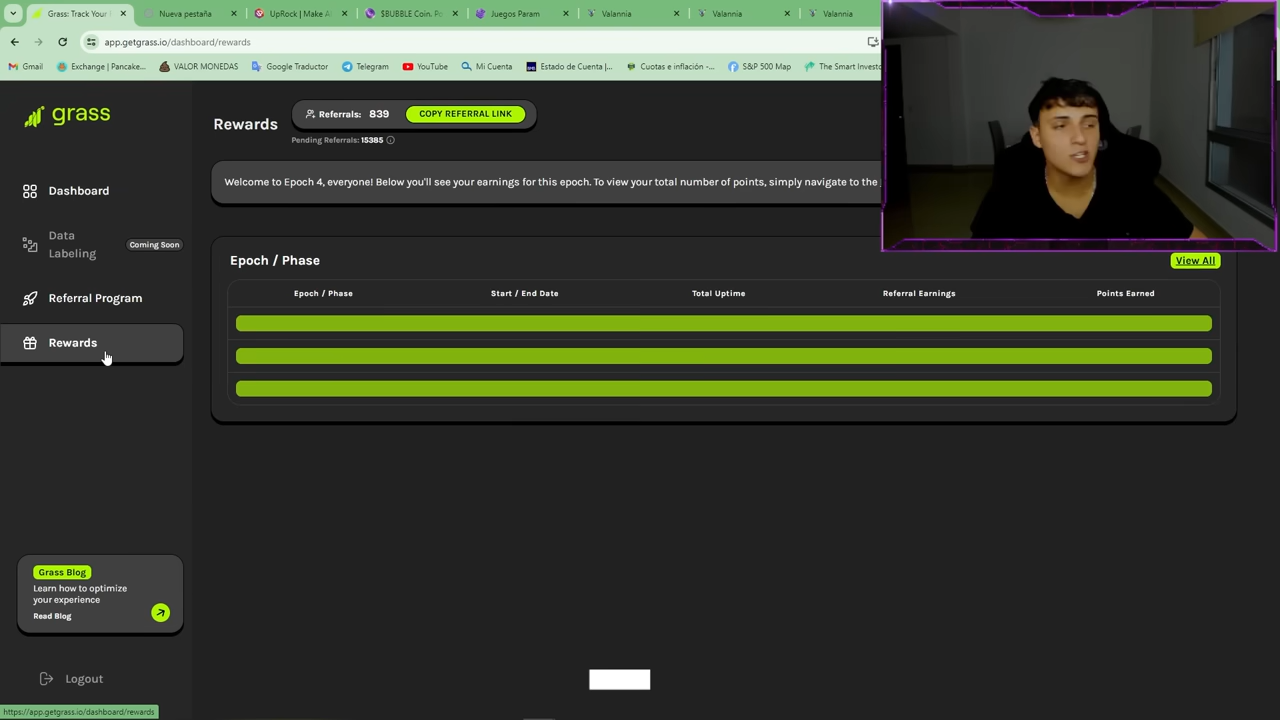 Grass: Track Your
Nueva pestaña
UpRock | Make A
$BUBBLE Coin. Po
Juegos Param
Valannia
Valannia
Valannia
app.getgrass.io/dashboard/rewards
Gmail
Exchange | Pancake...
VALOR MONEDAS
Google Traductor
Telegram
YouTube
Mi Cuenta
Estado de Cuenta |...
Cuotas e inflación -...
S&P 500 Map
The Smart Investo
grass
Rewards
Referrals: 839
COPY REFERRAL LINK
Pending Referrals: 15385
Dashboard
Data
Labeling
Coming Soon
Referral Program
Rewards
Welcome to Epoch 4, everyone! Below you'll see your earnings for this epoch. To view your total number of points, simply navigate to the
Epoch / Phase
View All
Epoch / Phase
Start / End Date
Total Uptime
Referral Earnings
Points Earned
Grass Blog
Learn how to optimize
your experience
Read Blog
Logout
https://app.getgrass.io/dashboard/rewards